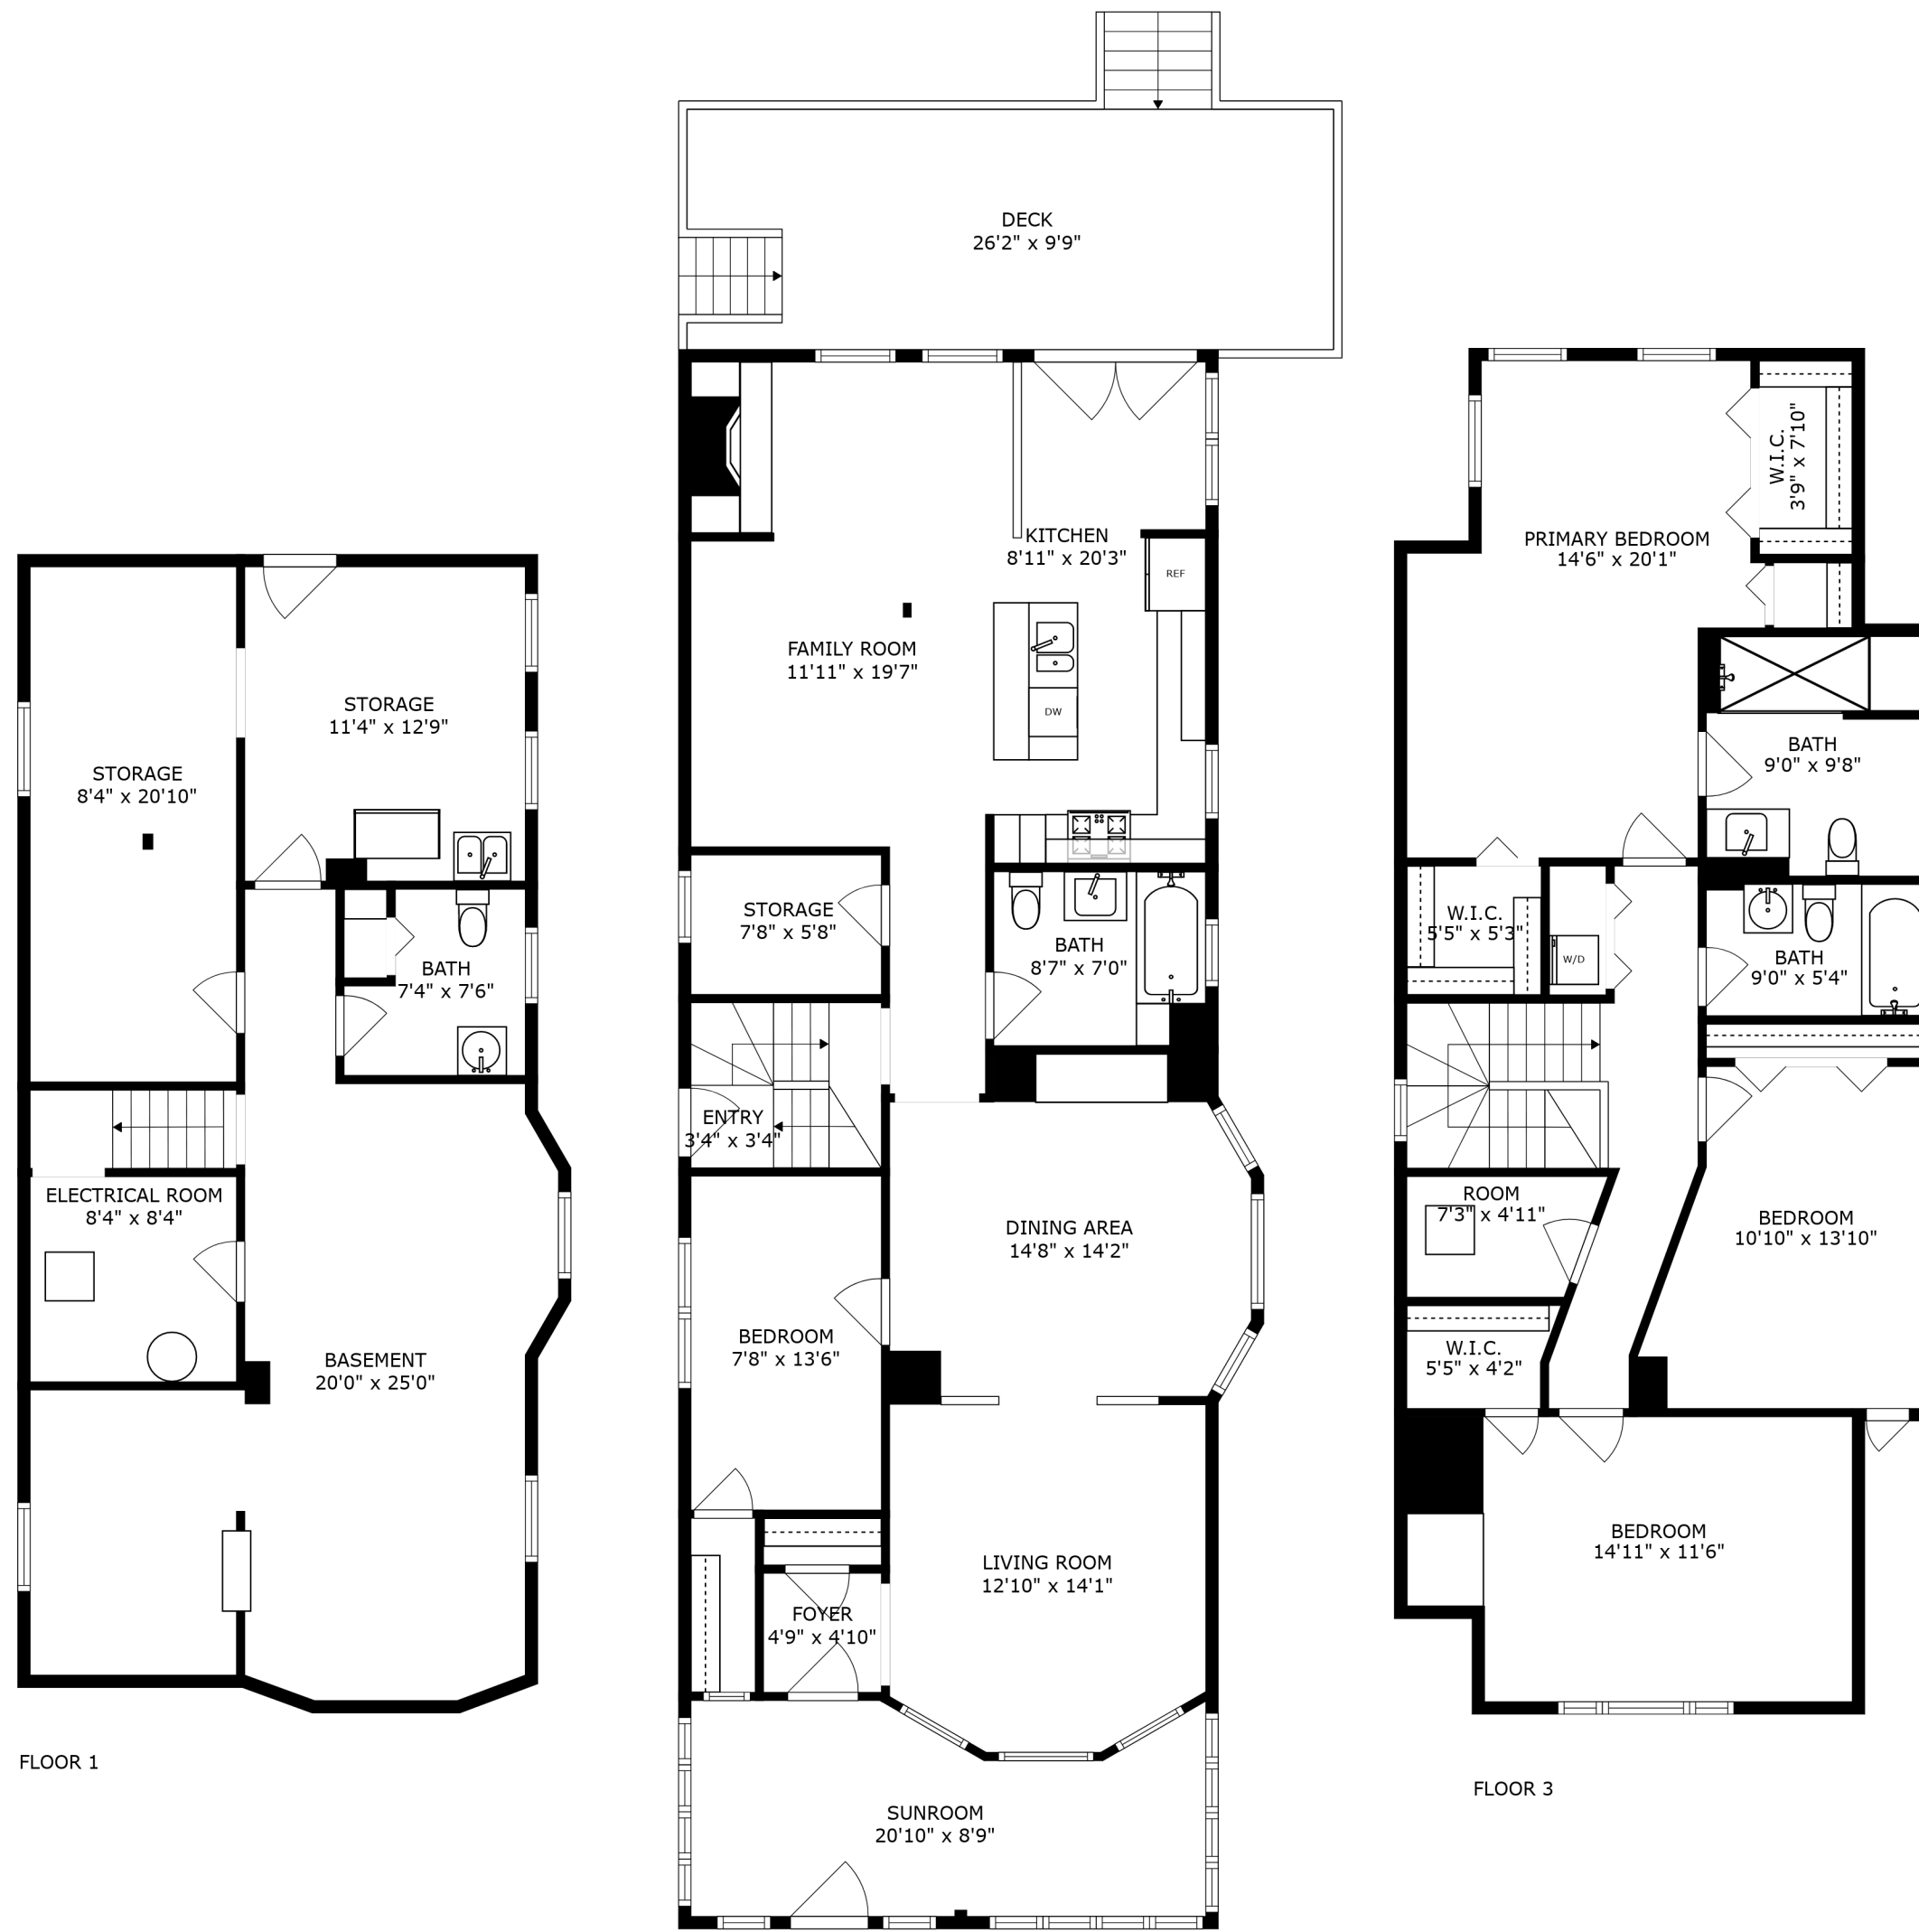 STORAGE
11'4" x 12'9"
STORAGE
8'4" x 20'10"
BATH
7'4" x 7'6"
ELECTRICAL ROOM
8'4" x 8'4"
BASEMENT
20'0" x 25'0"
FLOOR 1
DECK
26'2" x 9'9"
KITCHEN
8'11" x 20'3"
REF
FAMILY ROOM
11'11" x 19'7"
DW
STORAGE
7'8" x 5'8"
BATH
8'7" x 7'0"
ENTRY
3'4" x 3'4"
DINING AREA
14'8" x 14'2"
BEDROOM
7'8" x 13'6"
LIVING ROOM
12'10" x 14'1"
FOYER
4'9" x 4'10"
SUNROOM
20'10" x 8'9"
W.I.C.
3'9" x 7'10"
PRIMARY BEDROOM
14'6" x 20'1"
BATH
9'0" x 9'8"
W.I.C.
5'5" x 5'3"
W/D
BATH
9'0" x 5'4"
ROOM
7'3" x 4'11"
BEDROOM
10'10" x 13'10"
W.I.C.
5'5" x 4'2"
BEDROOM
14'11" x 11'6"
FLOOR 3